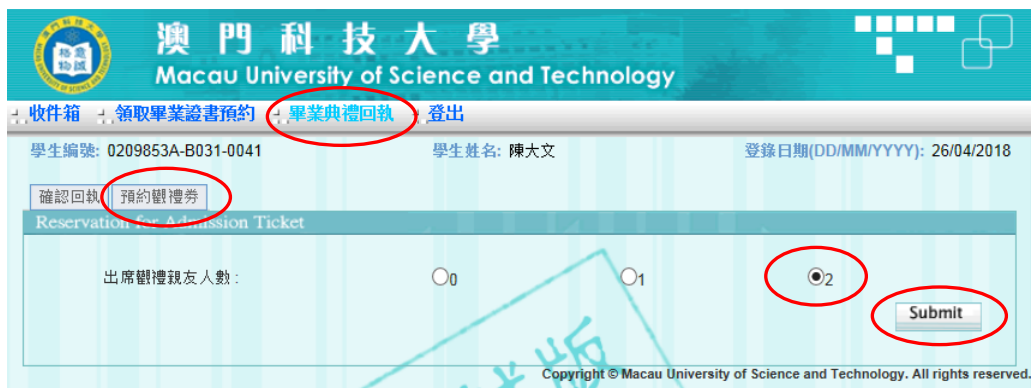 澳門科技大學
Macau University of Science and Technology
收件箱 領取畢業證書預約 畢業典禮回執 登出
學生編號: 0209853A-B031-0041 學生姓名: 陳大文 登錄日期(DD/MM/YYYY): 26/04/2018
確認回執 預約觀禮券
Reservation for Admission Ticket
出席觀禮親友人數 : 0 1 2
Submit
版
Copyright © Macau University of Science and Technology. All rights reserved.